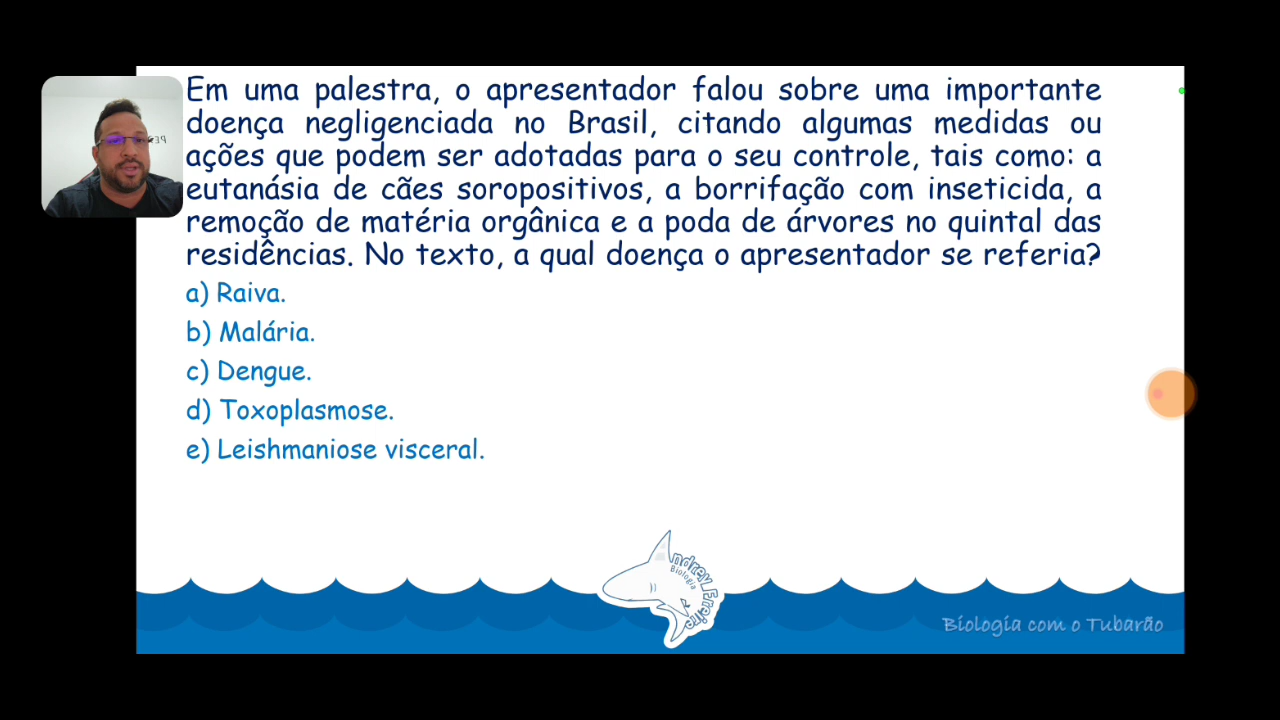 Em uma palestra, o apresentador falou sobre uma importante
doença negligenciada no Brasil, citando algumas medidas ou
ações que podem ser adotadas para o seu controle, tais como: a
eutanásia de cães soropositivos, a borrifação com inseticida, a
remoção de matéria orgânica e a poda de árvores no quintal das
residências. No texto, a qual doença o apresentador se referia?
a) Raiva.
b) Malária.
c) Dengue.
d) Toxoplasmose.
e) Leishmaniose visceral.
Andrey Freire
Biologia
Biologia com o Tubarão